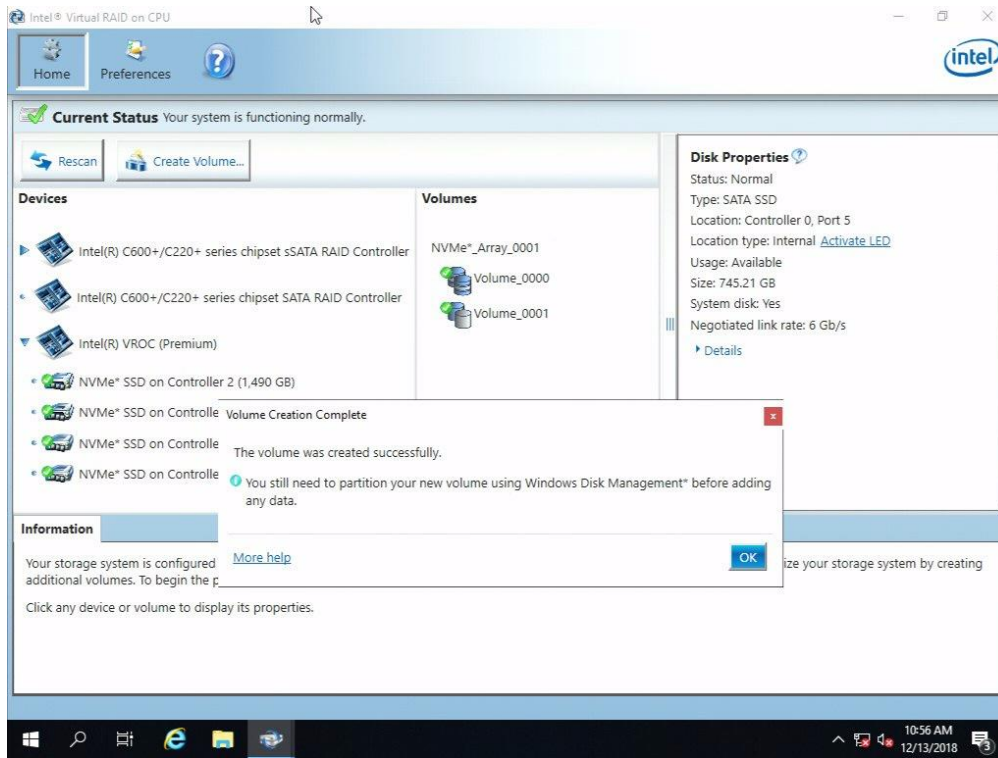 Intel® Virtual RAID on CPU
Home
Preferences
intel
Current Status Your system is functioning normally.
Rescan
Create Volume...
Devices
Intel(R) C600+/C220+ series chipset sSATA RAID Controller
Intel(R) C600+/C220+ series chipset SATA RAID Controller
Intel(R) VROC (Premium)
NVMe* SSD on Controller 2 (1,490 GB)
NVMe* SSD on Controlle
NVMe* SSD on Controlle
NVMe* SSD on Controlle
Volumes
NVMe*_Array_0001
Volume_0000
Volume_0001
Disk Properties
Status: Normal
Type: SATA SSD
Location: Controller 0, Port 5
Location type: Internal Activate LED
Usage: Available
Size: 745.21 GB
System disk: Yes
Negotiated link rate: 6 Gb/s
Details
Volume Creation Complete
The volume was created successfully.
You still need to partition your new volume using Windows Disk Management* before adding
any data.
More help
OK
Information
Your storage system is configured
ize your storage system by creating
additional volumes. To begin the p
Click any device or volume to display its properties.
10:56 AM
12/13/2018
3